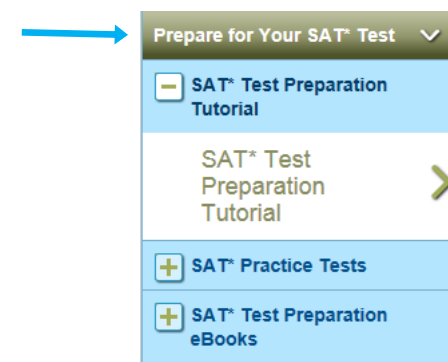 Prepare for Your SAT* Test
SAT* Test Preparation
Tutorial
SAT* Test
Preparation
Tutorial
SAT* Practice Tests
SAT* Test Preparation
eBooks